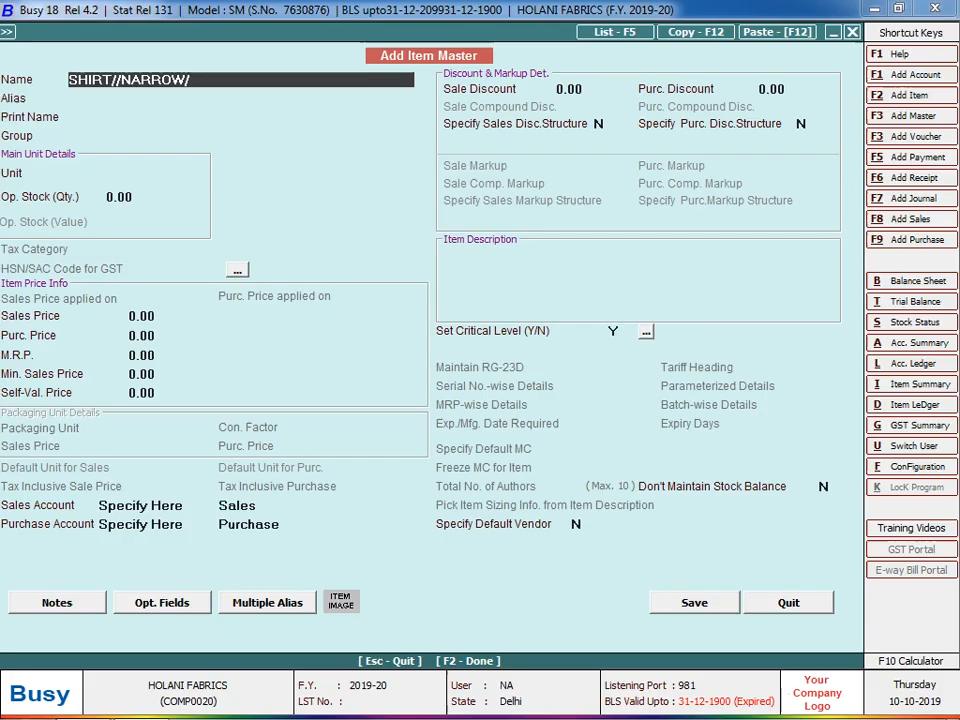 Busy 18 Rel 4.2 | Stat Rel 131 | Model : SM (S.No. 7630876) | BLS upto31-12-209931-12-1900 | HOLANI FABRICS (F.Y. 2019-20)
>> List - F5 Copy - F12 Paste - [F12]
Add Item Master
Name SHIRT//NARROW/
Alias
Print Name
Group
Main Unit Details
Unit
Op. Stock (Qty.) 0.00
Op. Stock (Value)
Tax Category
HSN/SAC Code for GST ...
Item Price Info
Sales Price applied on Purc. Price applied on
Sales Price 0.00
Purc. Price 0.00
M.R.P. 0.00
Min. Sales Price 0.00
Self-Val. Price 0.00
Packaging Unit Details
Packaging Unit Con. Factor
Sales Price Purc. Price
Default Unit for Sales Default Unit for Purc.
Tax Inclusive Sale Price Tax Inclusive Purchase
Sales Account Specify Here Sales
Purchase Account Specify Here Purchase
Discount & Markup Det.
Sale Discount 0.00 Purc. Discount 0.00
Sale Compound Disc. Purc. Compound Disc.
Specify Sales Disc.Structure N Specify Purc. Disc.Structure N
Sale Markup Purc. Markup
Sale Comp. Markup Purc. Comp. Markup
Specify Sales Markup Structure Specify Purc.Markup Structure
Item Description
Set Critical Level (Y/N) Y ...
Maintain RG-23D Tariff Heading
Serial No.-wise Details Parameterized Details
MRP-wise Details Batch-wise Details
Exp./Mfg. Date Required Expiry Days
Specify Default MC
Freeze MC for Item
Total No. of Authors (Max. 10) Don't Maintain Stock Balance N
Pick Item Sizing Info. from Item Description
Specify Default Vendor N
Notes Opt. Fields Multiple Alias ITEM IMAGE Save Quit
[ Esc - Quit ] [ F2 - Done ]
Shortcut Keys
F1 Help
F1 Add Account
F2 Add Item
F3 Add Master
F3 Add Voucher
F5 Add Payment
F6 Add Receipt
F7 Add Journal
F8 Add Sales
F9 Add Purchase
B Balance Sheet
T Trial Balance
S Stock Status
A Acc. Summary
L Acc. Ledger
I Item Summary
D Item LeDger
G GST Summary
U Switch User
F ConFiguration
K LocK Program
Training Videos
GST Portal
E-way Bill Portal
F10 Calculator
Busy
HOLANI FABRICS
(COMP0020)
F.Y. : 2019-20
LST No. :
User : NA
State : Delhi
Listening Port : 981
BLS Valid Upto : 31-12-1900 (Expired)
Your
Company
Logo
Thursday
10-10-2019